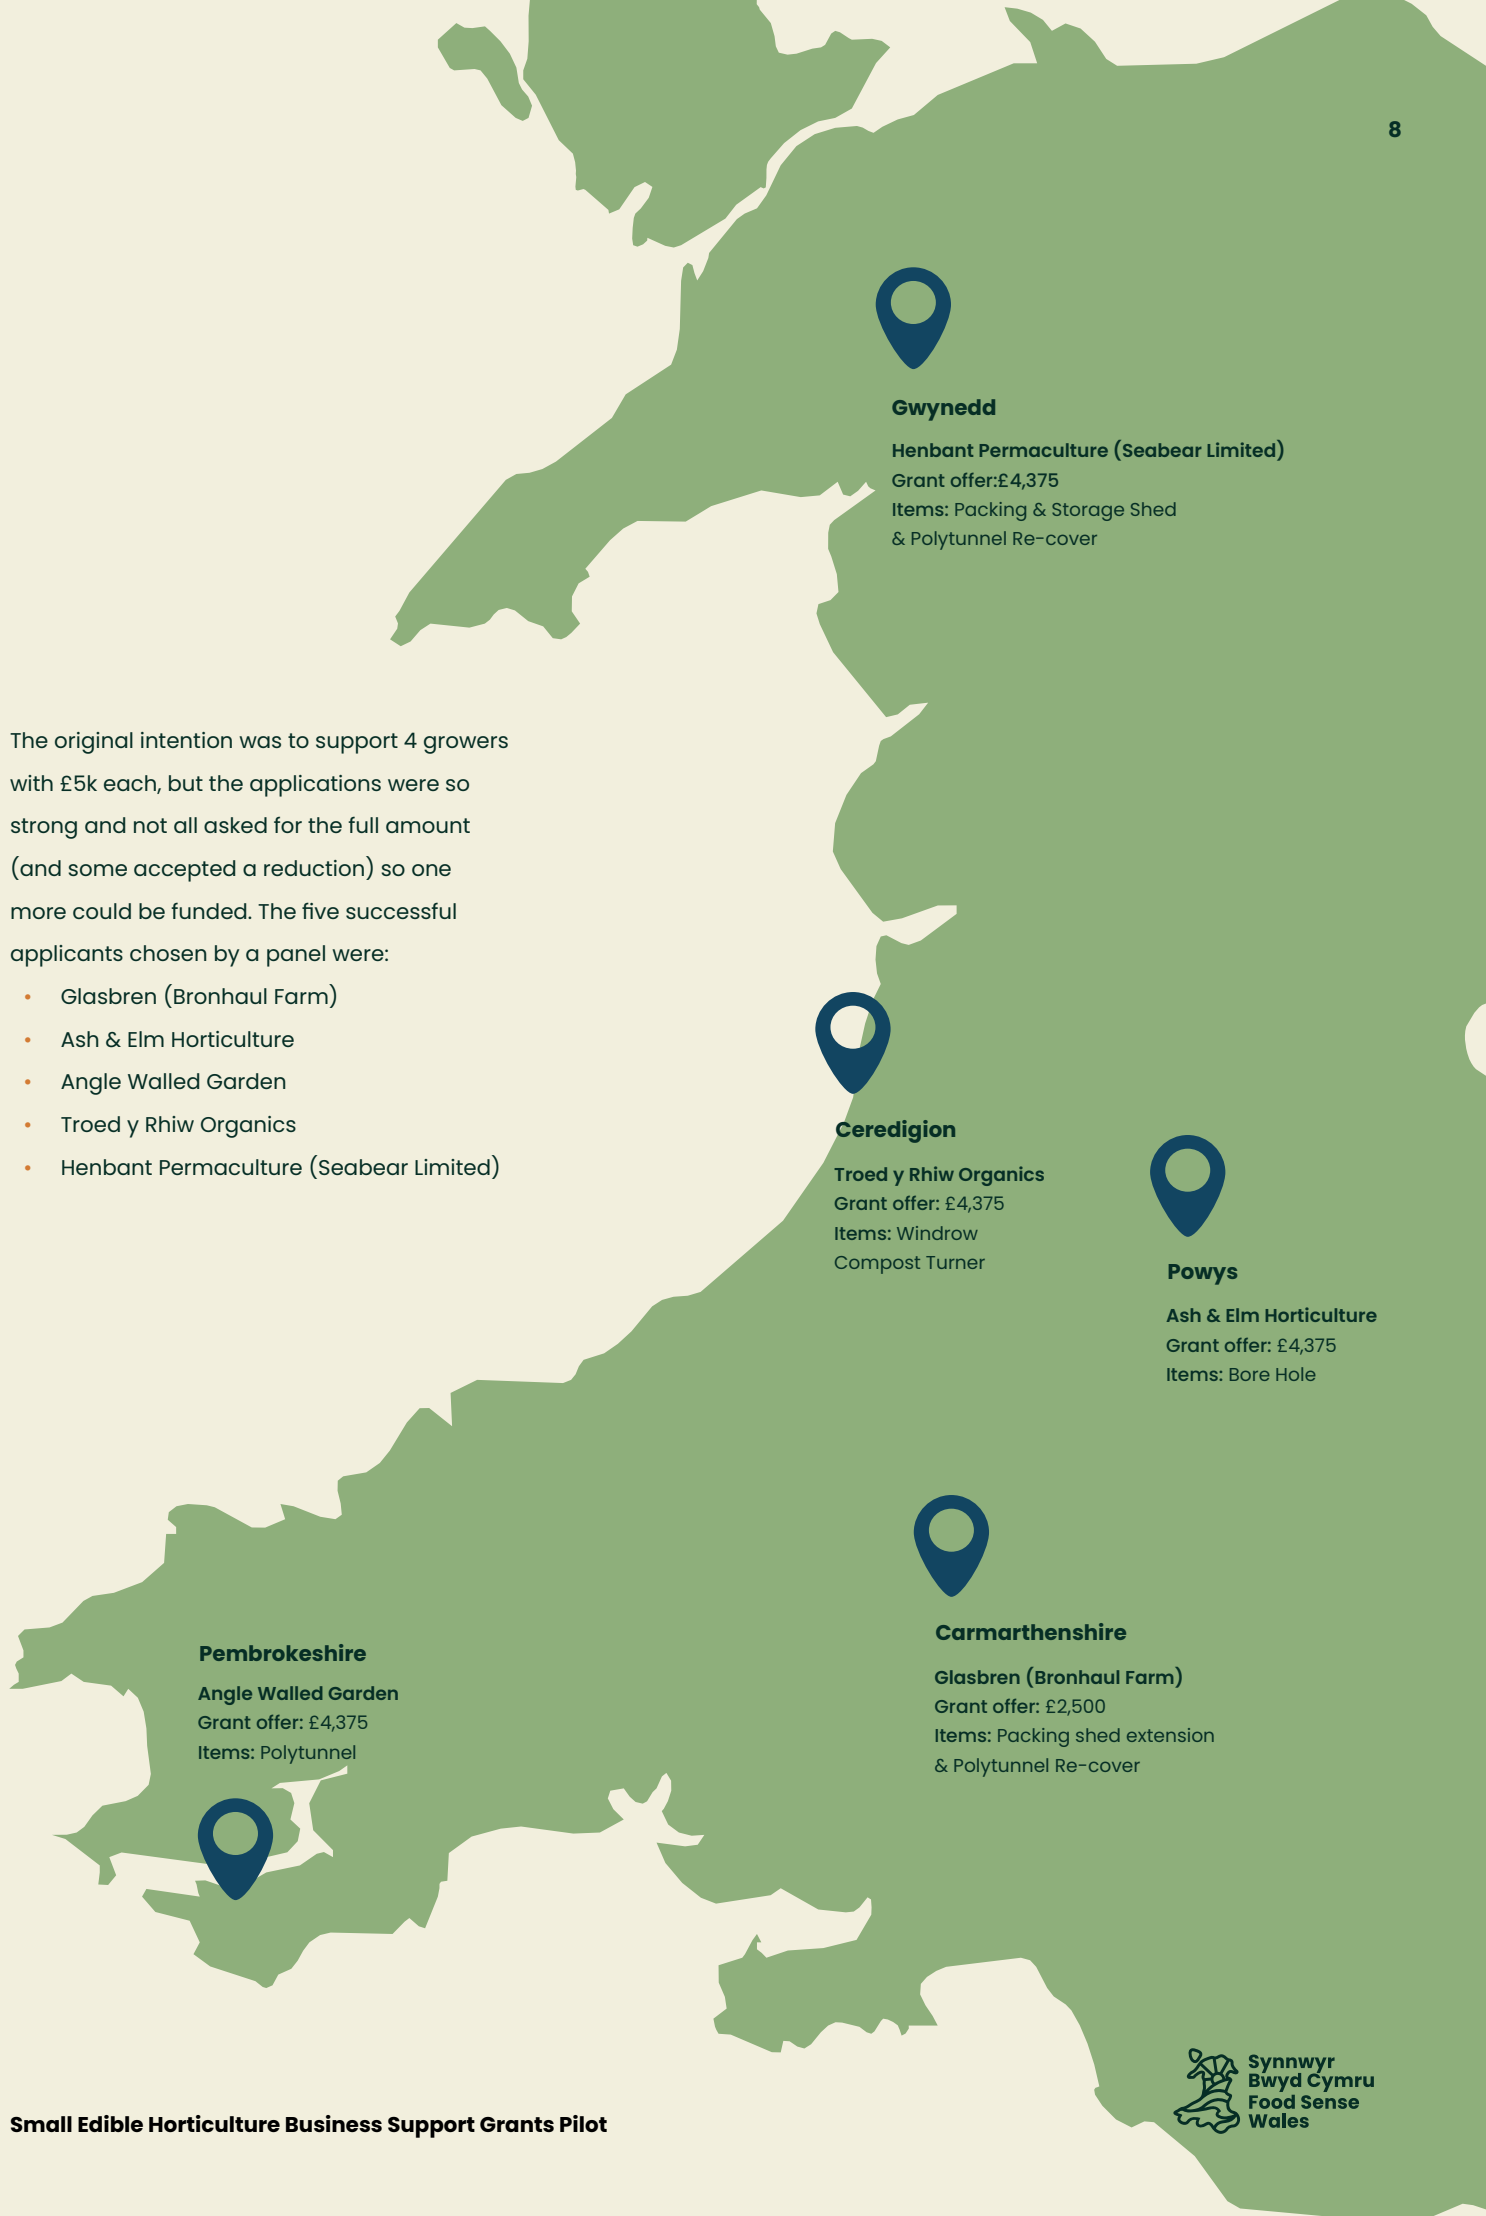 8
Gwynedd
Henbant Permaculture (Seabear Limited)
Grant offer:£4,375
Items: Packing & Storage Shed
& Polytunnel Re-cover
The original intention was to support 4 growers
with £5k each, but the applications were so
strong and not all asked for the full amount
(and some accepted a reduction) so one
more could be funded. The five successful
applicants chosen by a panel were:
• Glasbren (Bronhaul Farm)
• Ash & Elm Horticulture
• Angle Walled Garden
• Troed y Rhiw Organics
• Henbant Permaculture (Seabear Limited)
Ceredigion
Troed y Rhiw Organics
Grant offer: £4,375
Items: Windrow
Compost Turner
Powys
Ash & Elm Horticulture
Grant offer: £4,375
Items: Bore Hole
Carmarthenshire
Glasbren (Bronhaul Farm)
Grant offer: £2,500
Items: Packing shed extension
& Polytunnel Re-cover
Pembrokeshire
Angle Walled Garden
Grant offer: £4,375
Items: Polytunnel
Synnwyr
Bwyd Cymru
Food Sense
Wales
Small Edible Horticulture Business Support Grants Pilot